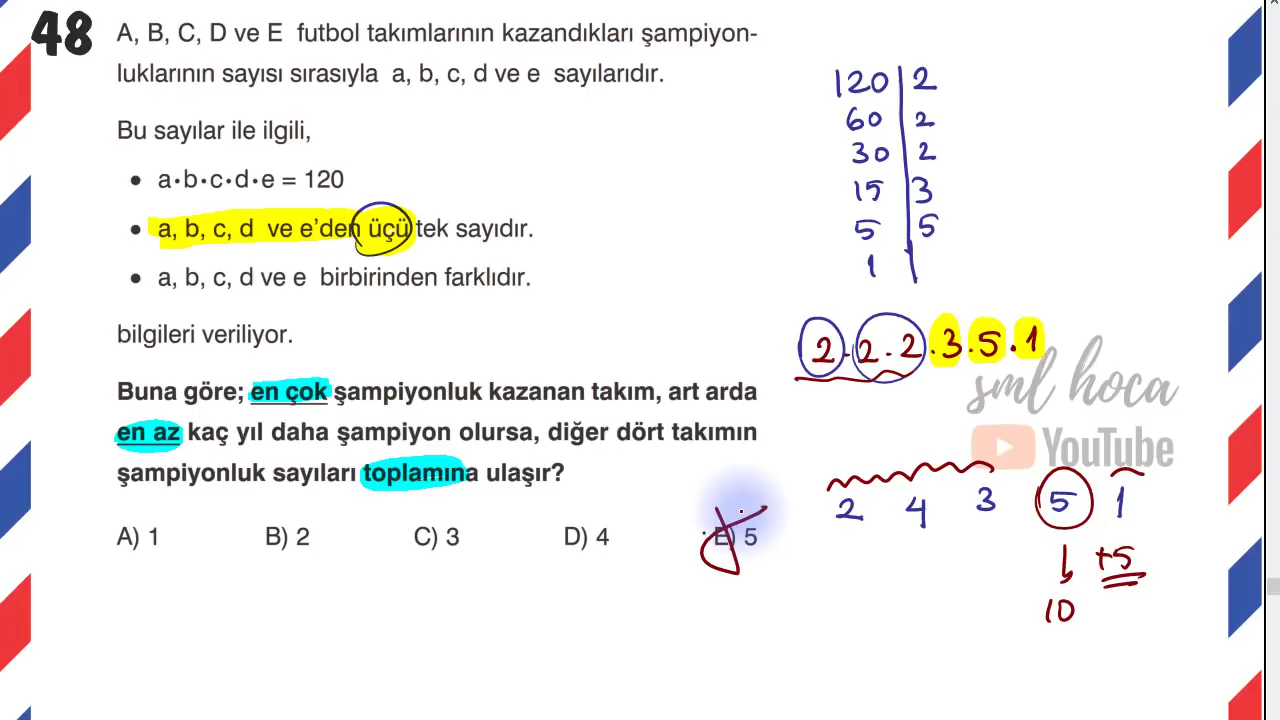 48
A, B, C, D ve E futbol takımlarının kazandıkları şampiyon-
luklarının sayısı sırasıyla a, b, c, d ve e sayılarıdır.
Bu sayılar ile ilgili,
• a•b•c•d•e = 120
• a, b, c, d ve e’den üçü tek sayıdır.
• a, b, c, d ve e birbirinden farklıdır.
bilgileri veriliyor.
Buna göre; en çok şampiyonluk kazanan takım, art arda
en az kaç yıl daha şampiyon olursa, diğer dört takımın
şampiyonluk sayıları toplamına ulaşır?
A) 1 B) 2 C) 3 D) 4 E) 5
120 2
60 2
30 2
15 3
5 5
1
2 . 2 . 2 . 3 . 5 . 1
sml hoca
YouTube
2 4 3 5 1
+5
10